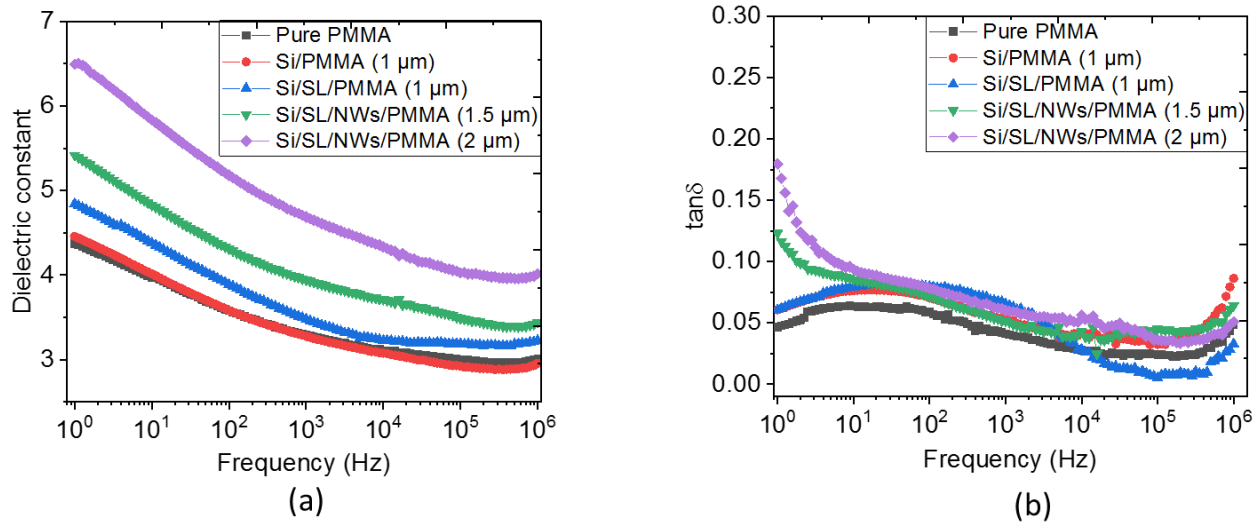 Dielectric constant
7
6
5
4
3
Pure PMMA
Si/PMMA (1 μm)
Si/SL/PMMA (1 μm)
Si/SL/NWs/PMMA (1.5 μm)
Si/SL/NWs/PMMA (2 μm)
10⁰ 10¹ 10² 10³ 10⁴ 10⁵ 10⁶
Frequency (Hz)
(a)
tanδ
0.30
0.25
0.20
0.15
0.10
0.05
0.00
Pure PMMA
Si/PMMA (1 μm)
Si/SL/PMMA (1 μm)
Si/SL/NWs/PMMA (1.5 μm)
Si/SL/NWs/PMMA (2 μm)
10⁰ 10¹ 10² 10³ 10⁴ 10⁵ 10⁶
Frequency (Hz)
(b)